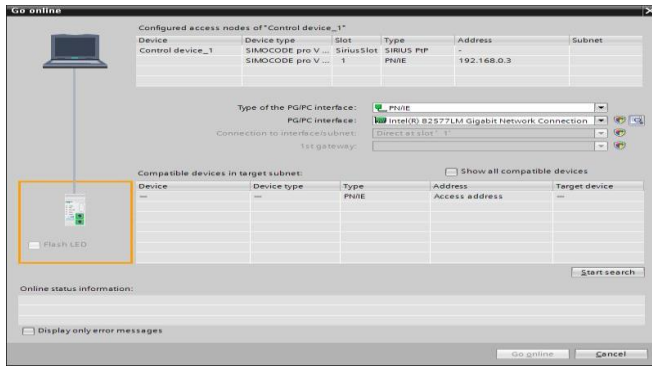 Go online
Configured access nodes of "Control device_1"
Device Device type Slot Type Address Subnet
Control device_1 SIMOCODE pro V ... SiriusSlot SIRIUS PtP -
SIMOCODE pro V ... 1 PN/IE 192.168.0.3
Type of the PG/PC interface: PN/IE
PG/PC interface: Intel(R) 82577LM Gigabit Network Connection
Connection to interface/subnet: Direct at slot '1'
1st gateway:
Compatible devices in target subnet: Show all compatible devices
Device Device type Type Address Target device
— — PN/IE Access address —
Flash LED
Start search
Online status information:
Display only error messages
Go online Cancel